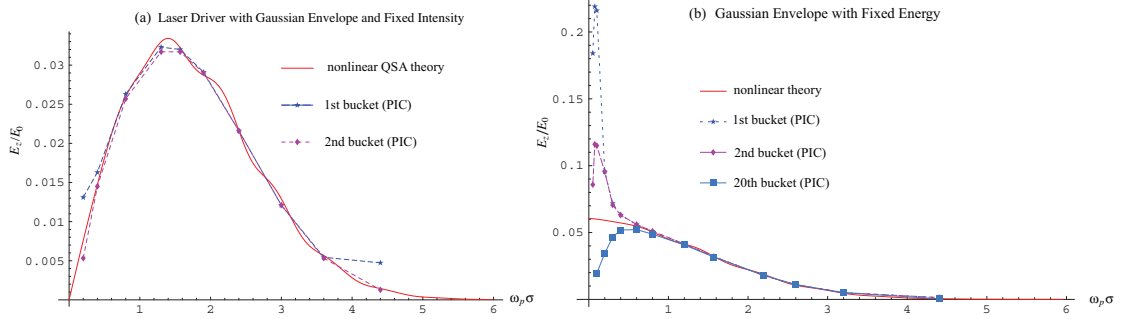 (a) Laser Driver with Gaussian Envelope and Fixed Intensity
E_z/E_0
0.03
0.025
0.02
0.015
0.01
0.005
nonlinear QSA theory
1st bucket (PIC)
2nd bucket (PIC)
1 2 3 4 5 6
ω_pσ
(b) Gaussian Envelope with Fixed Energy
E_z/E_0
0.2
0.15
0.1
0.05
nonlinear theory
1st bucket (PIC)
2nd bucket (PIC)
20th bucket (PIC)
1 2 3 4 5 6
ω_pσ